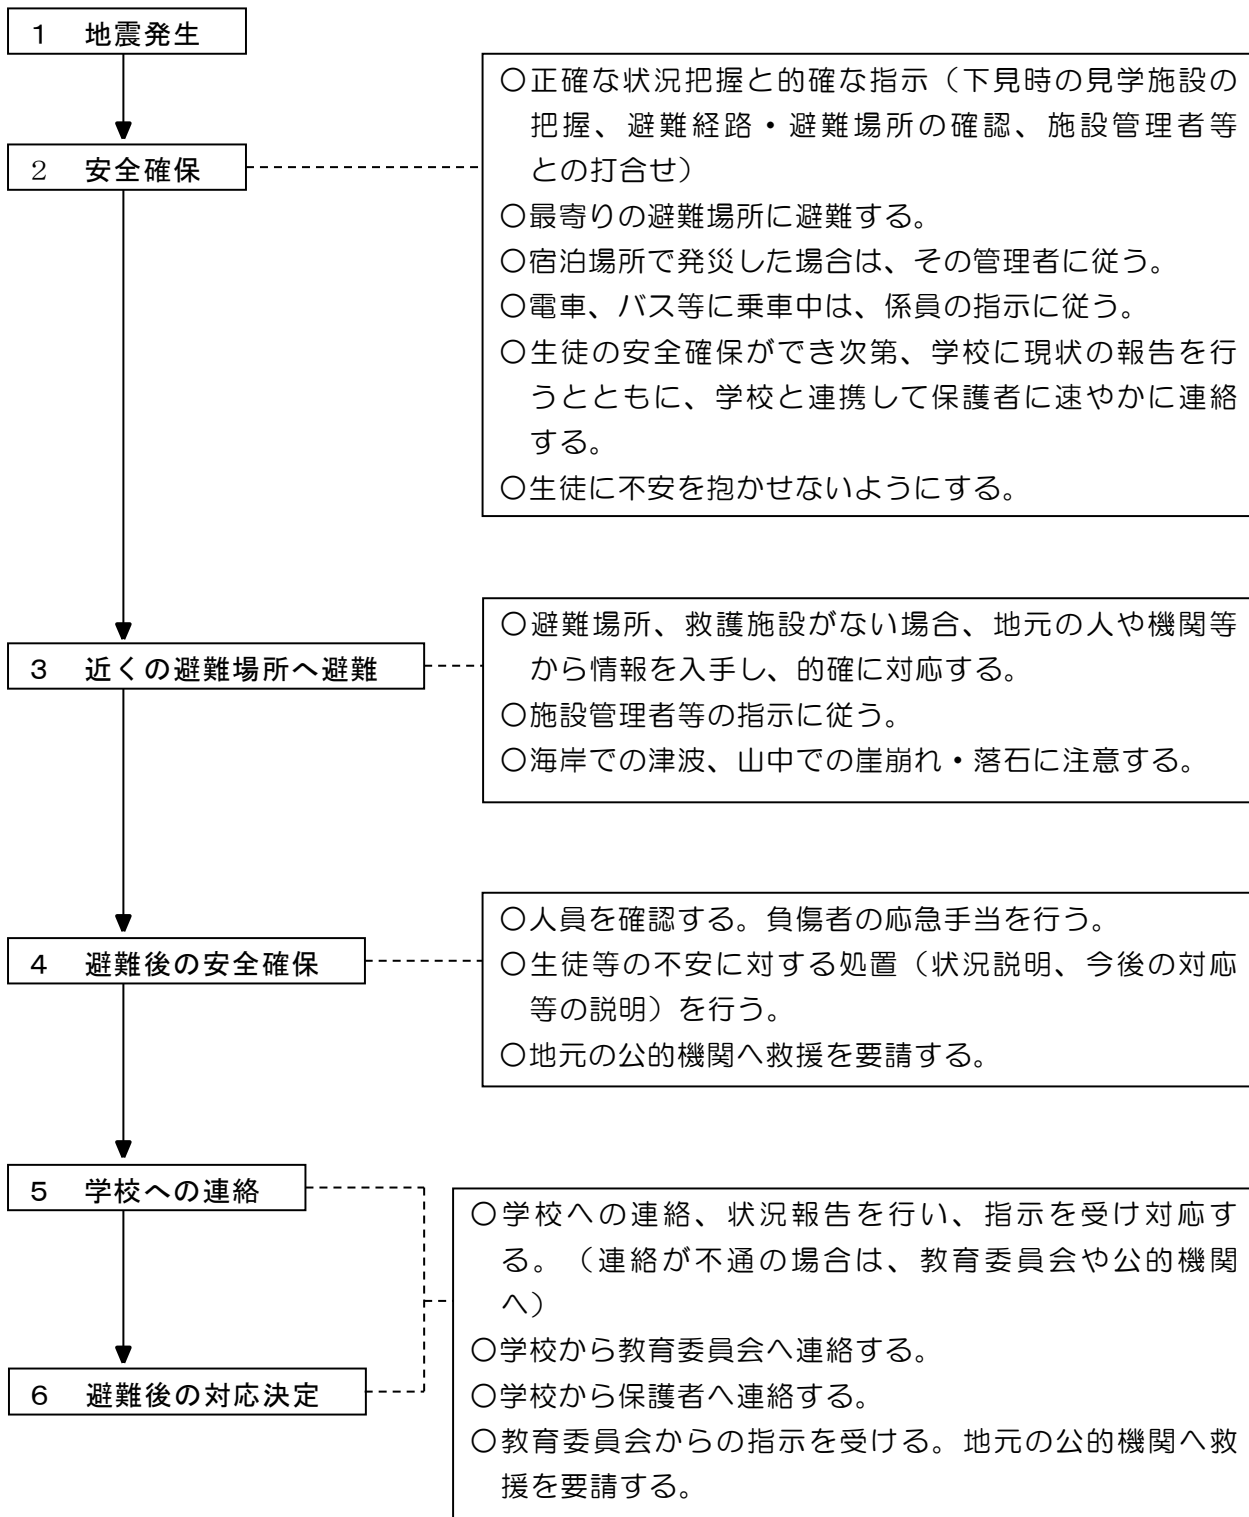 １　地震発生
２　安全確保
〇正確な状況把握と的確な指示（下見時の見学施設の
把握、避難経路・避難場所の確認、施設管理者等
との打合せ）
〇最寄りの避難場所に避難する。
〇宿泊場所で発災した場合は、その管理者に従う。
〇電車、バス等に乗車中は、係員の指示に従う。
〇生徒の安全確保ができ次第、学校に現状の報告を行
うとともに、学校と連携して保護者に速やかに連絡
する。
〇生徒に不安を抱かせないようにする。
３　近くの避難場所へ避難
〇避難場所、救護施設がない場合、地元の人や機関等
から情報を入手し、的確に対応する。
〇施設管理者等の指示に従う。
〇海岸での津波、山中での崖崩れ・落石に注意する。
４　避難後の安全確保
〇人員を確認する。負傷者の応急手当を行う。
〇生徒等の不安に対する処置（状況説明、今後の対応
等の説明）を行う。
〇地元の公的機関へ救援を要請する。
５　学校への連絡
６　避難後の対応決定
〇学校への連絡、状況報告を行い、指示を受け対応す
る。（連絡が不通の場合は、教育委員会や公的機関
へ）
〇学校から教育委員会へ連絡する。
〇学校から保護者へ連絡する。
〇教育委員会からの指示を受ける。地元の公的機関へ救
援を要請する。